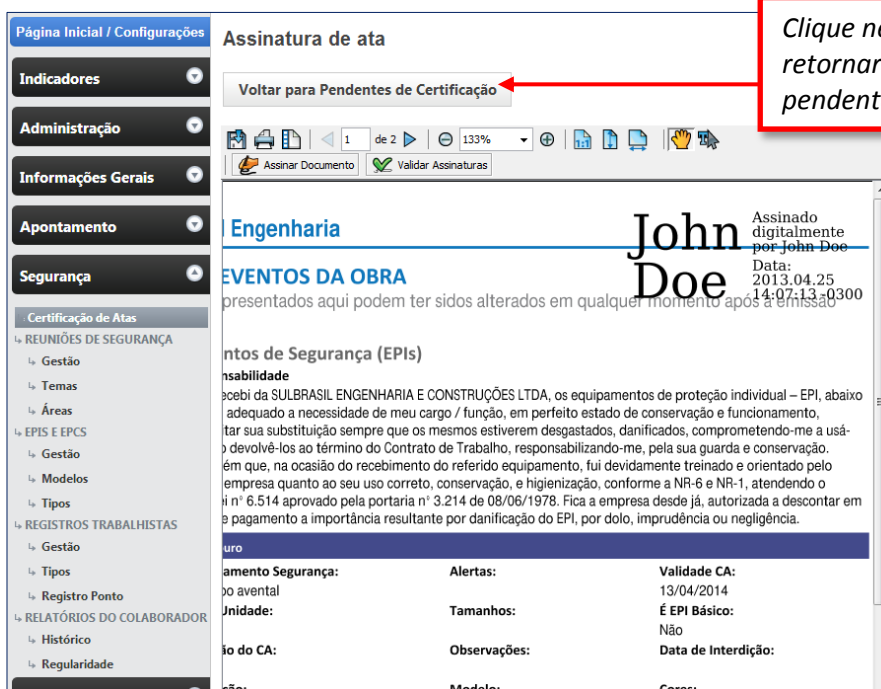 Página Inicial / Configurações
Indicadores
Administração
Informações Gerais
Apontamento
Segurança
Certificação de Atas
REUNIÕES DE SEGURANÇA
Gestão
Temas
Áreas
EPIS E EPCS
Gestão
Modelos
Tipos
REGISTROS TRABALHISTAS
Gestão
Tipos
Registro Ponto
RELATÓRIOS DO COLABORADOR
Histórico
Regularidade
Assinatura de ata
Voltar para Pendentes de Certificação
Clique n
retornar
pendent
1 de 2 133% 1:1
Assinar Documento Validar Assinaturas
l Engenharia
John
Doe
Assinado
digitalmente
por John Doe
Data:
2013.04.25
14:07:13 -0300
EVENTOS DA OBRA
presentados aqui podem ter sidos alterados em qualquer momento após a emissão
ntos de Segurança (EPIs)
nsabilidade
ecebi da SULBRASIL ENGENHARIA E CONSTRUÇÕES LTDA, os equipamentos de proteção individual – EPI, abaixo
adequado a necessidade de meu cargo / função, em perfeito estado de conservação e funcionamento,
itar sua substituição sempre que os mesmos estiverem desgastados, danificados, comprometendo-me a usá-
o devolvê-los ao término do Contrato de Trabalho, responsabilizando-me, pela sua guarda e conservação.
ém que, na ocasião do recebimento do referido equipamento, fui devidamente treinado e orientado pelo
empresa quanto ao seu uso correto, conservação, e higienização, conforme a NR-6 e NR-1, atendendo o
ei n° 6.514 aprovado pela portaria n° 3.214 de 08/06/1978. Fica a empresa desde já, autorizada a descontar em
e pagamento a importância resultante por danificação do EPI, por dolo, imprudência ou negligência.
uro
amento Segurança: Alertas: Validade CA:
po avental 13/04/2014
Unidade: Tamanhos: É EPI Básico:
Não
ão do CA: Observações: Data de Interdição:
ção: Modelo: Cores: